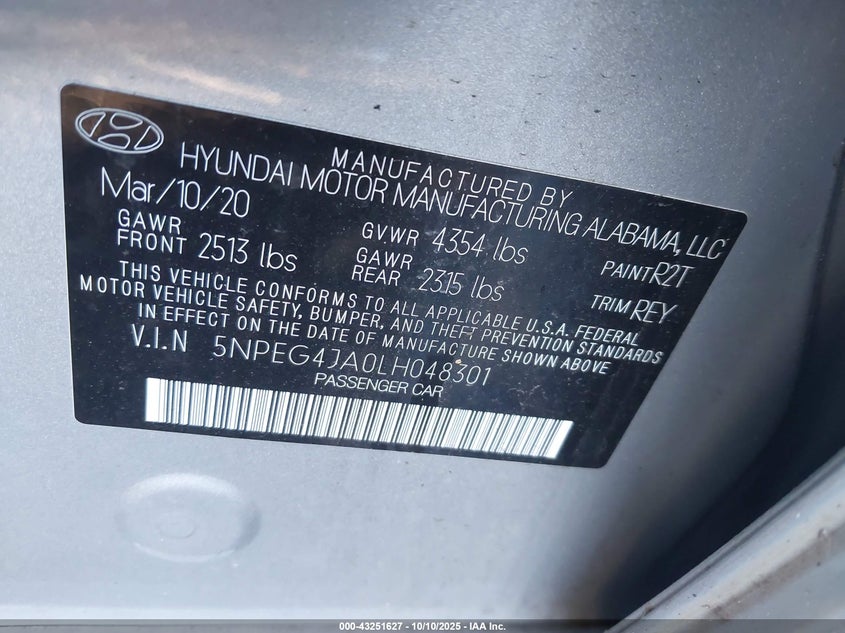 MANUFACTURED BY
HYUNDAI MOTOR MANUFACTURING ALABAMA, LLC
Mar/10/20
GAWR FRONT 2513 lbs
GVWR 4354 lbs
GAWR REAR 2315 lbs
PAINT R2T
TRIM REY
THIS VEHICLE CONFORMS TO ALL APPLICABLE U.S.A. FEDERAL
MOTOR VEHICLE SAFETY, BUMPER, AND THEFT PREVENTION STANDARDS
IN EFFECT ON THE DATE OF MANUFACTURE SHOWN ABOVE
V.I.N 5NPEG4JA0LH048301
PASSENGER CAR
000-43251627 - 10/10/2025 - IAA Inc.